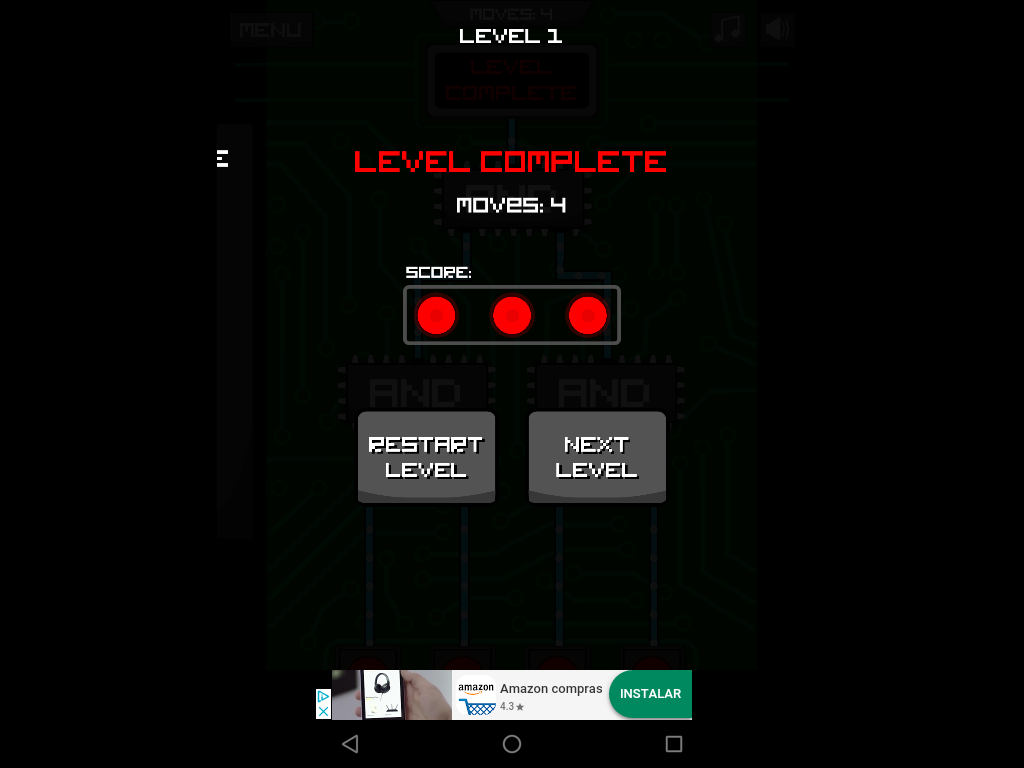 MOVES: 4
MENU
LEVEL 1
LEVEL
COMPLETE
E
LEVEL COMPLETE
AND
MOVES: 4
SCORE:
AND AND
RESTART
LEVEL
NEXT
LEVEL
amazon
Amazon compras
4.3★
INSTALAR